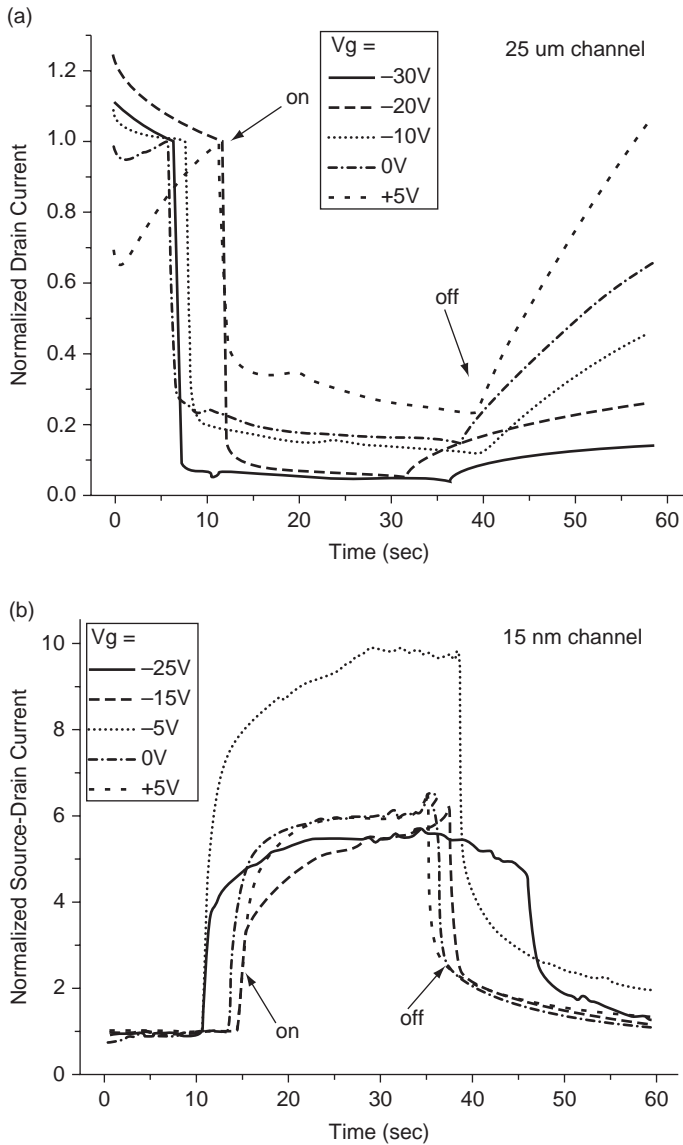 (a)
Normalized Drain Current
1.2
1.0
0.8
0.6
0.4
0.2
0.0
Vg =
–30V
–20V
–10V
0V
+5V
25 um channel
on
off
0
10
20
30
40
50
60
Time (sec)
(b)
Normalized Source-Drain Current
10
8
6
4
2
0
Vg =
–25V
–15V
–5V
0V
+5V
15 nm channel
on
off
0
10
20
30
40
50
60
Time (sec)